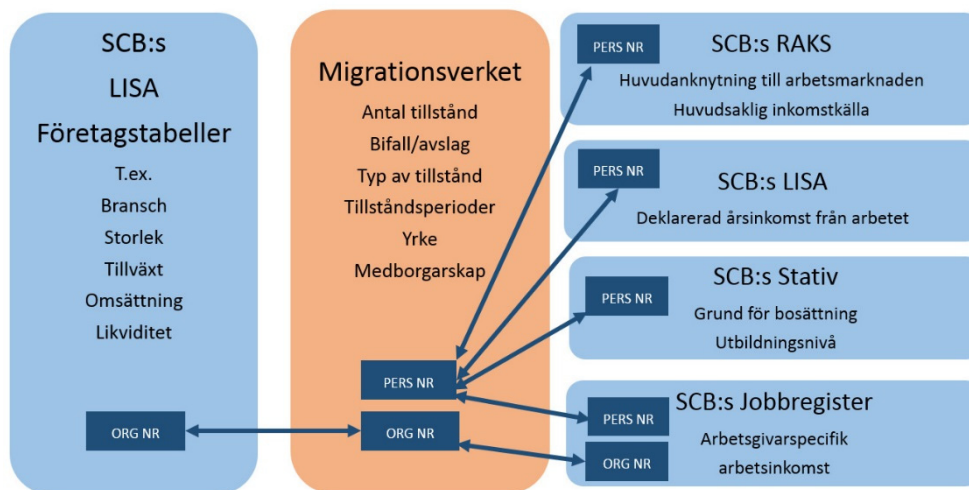 SCB:s
LISA
Företagstabeller
T.ex.
Bransch
Storlek
Tillväxt
Omsättning
Likviditet
ORG NR
Migrationsverket
Antal tillstånd
Bifall/avslag
Typ av tillstånd
Tillståndsperioder
Yrke
Medborgarskap
PERS NR
ORG NR
PERS NR
SCB:s RAKS
Huvudanknytning till arbetsmarknaden
Huvudsaklig inkomstkälla
PERS NR
SCB:s LISA
Deklarerad årsinkomst från arbetet
SCB:s Stativ
PERS NR
Grund för bosättning
Utbildningsnivå
SCB:s Jobbregister
PERS NR
Arbetsgivarspecifik
ORG NR
arbetsinkomst